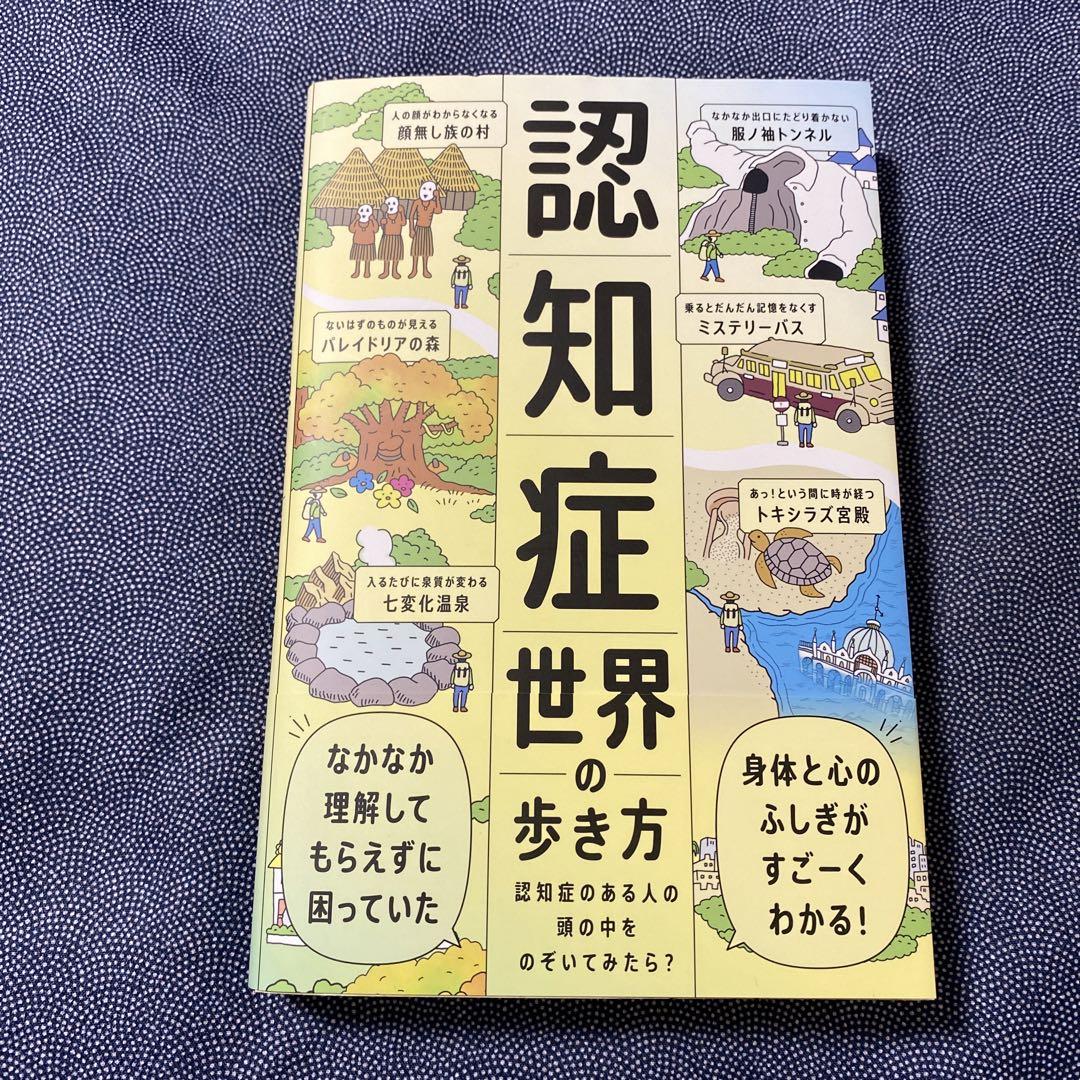 認
知
症
世界
の
歩き方
認知症のある人の
頭の中を
のぞいてみたら?
人の顔がわからなくなる
顔無し族の村
ないはずのものが見える
パレイドリアの森
入るたびに泉質が変わる
七変化温泉
なかなか出口にたどり着かない
服ノ袖トンネル
乗るとだんだん記憶をなくす
ミステリーバス
あっ!という間に時が経つ
トキシラズ宮殿
なかなか
理解して
もらえずに
困っていた
身体と心の
ふしぎが
すごーく
わかる!